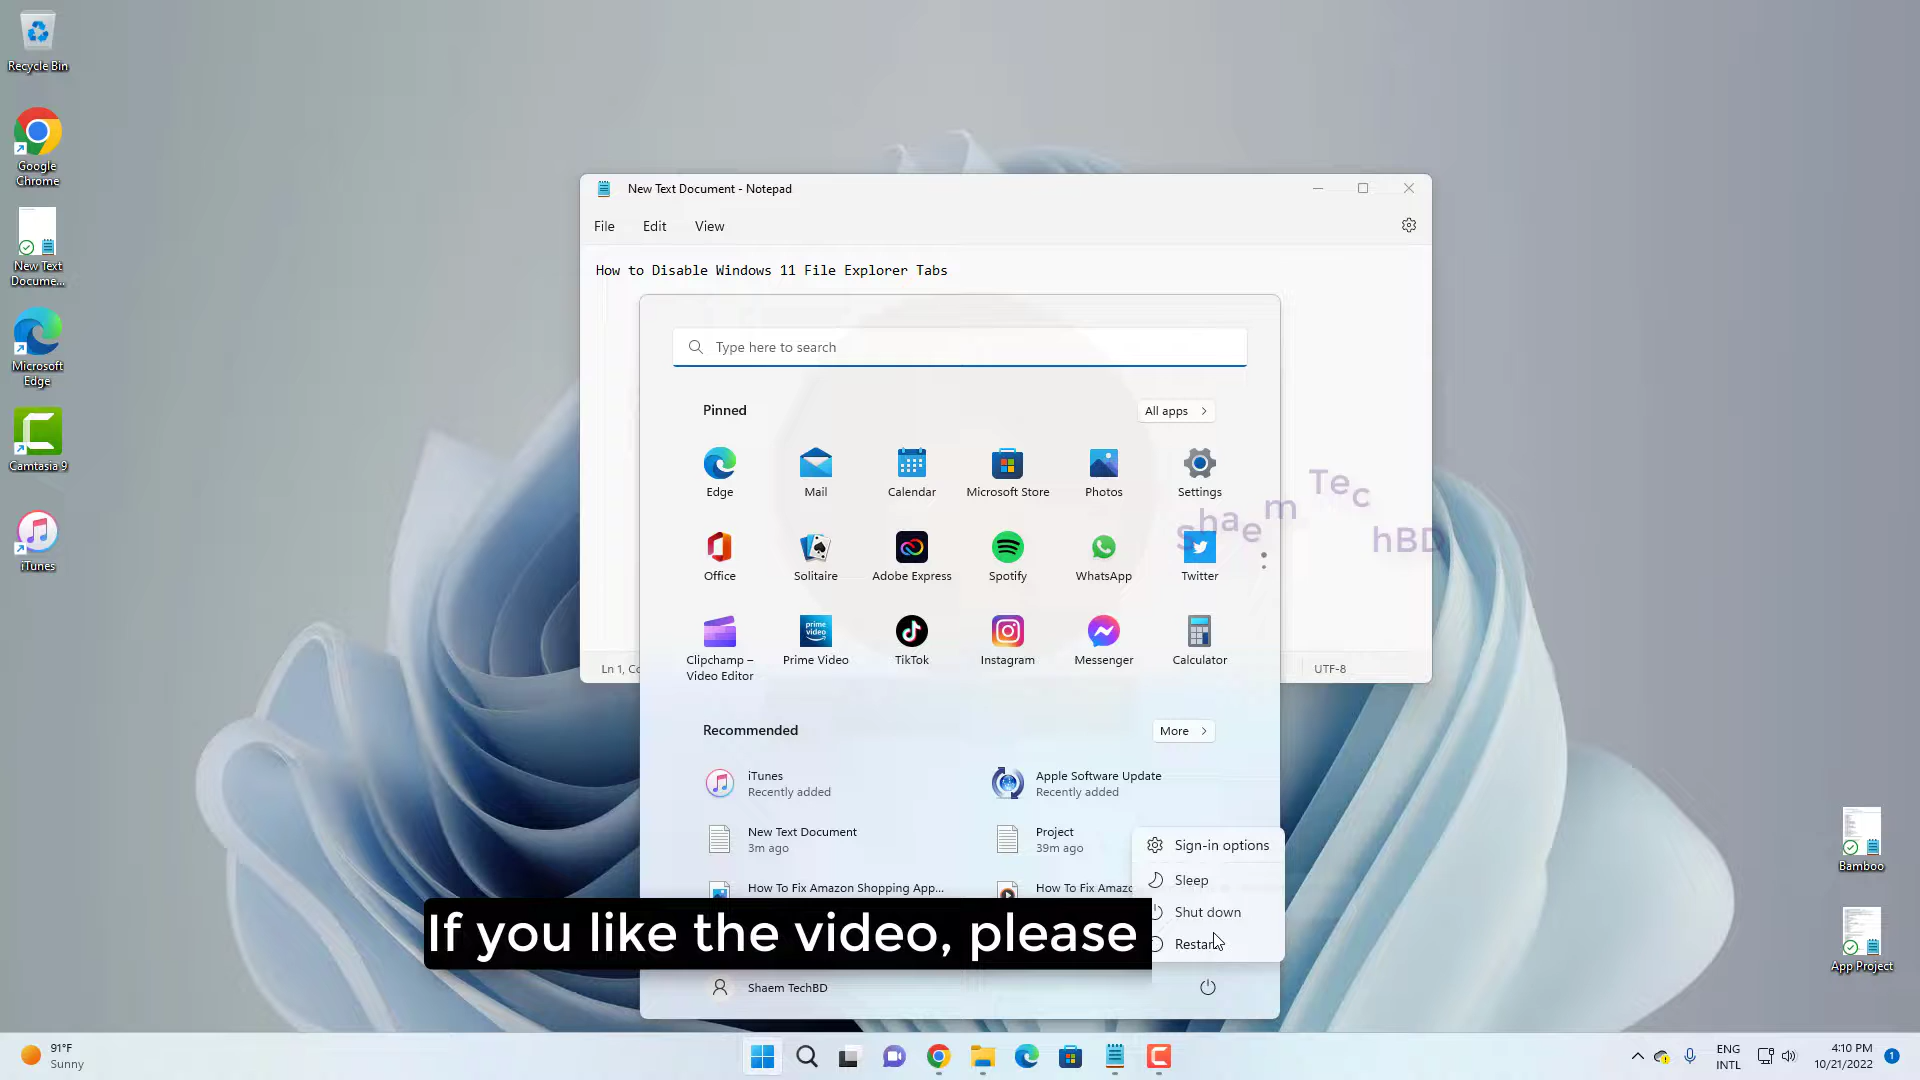 Recycle Bin
Google
Chrome
New Text
Docume...
Microsoft
Edge
Camtasia 9
iTunes
New Text Document - Notepad
File Edit View
How to Disable Windows 11 File Explorer Tabs
Type here to search
Pinned
All apps
Edge Mail Calendar Microsoft Store Photos Settings
Shaem TechBD
Office Solitaire Adobe Express Spotify WhatsApp Twitter
prime
video
Clipchamp –
Video Editor
Prime Video TikTok Instagram Messenger Calculator
Ln 1,
UTF-8
Recommended
More
iTunes
Recently added
Apple Software Update
Recently added
New Text Document
3m ago
Project
39m ago
How To Fix Amazon Shopping App...
How To Fix Amazo
Sign-in options
Sleep
Shut down
Restart
If you like the video, please
Shaem TechBD
Bamboo
App Project
91°F
Sunny
ENG
INTL
4:10 PM
10/21/2022
1